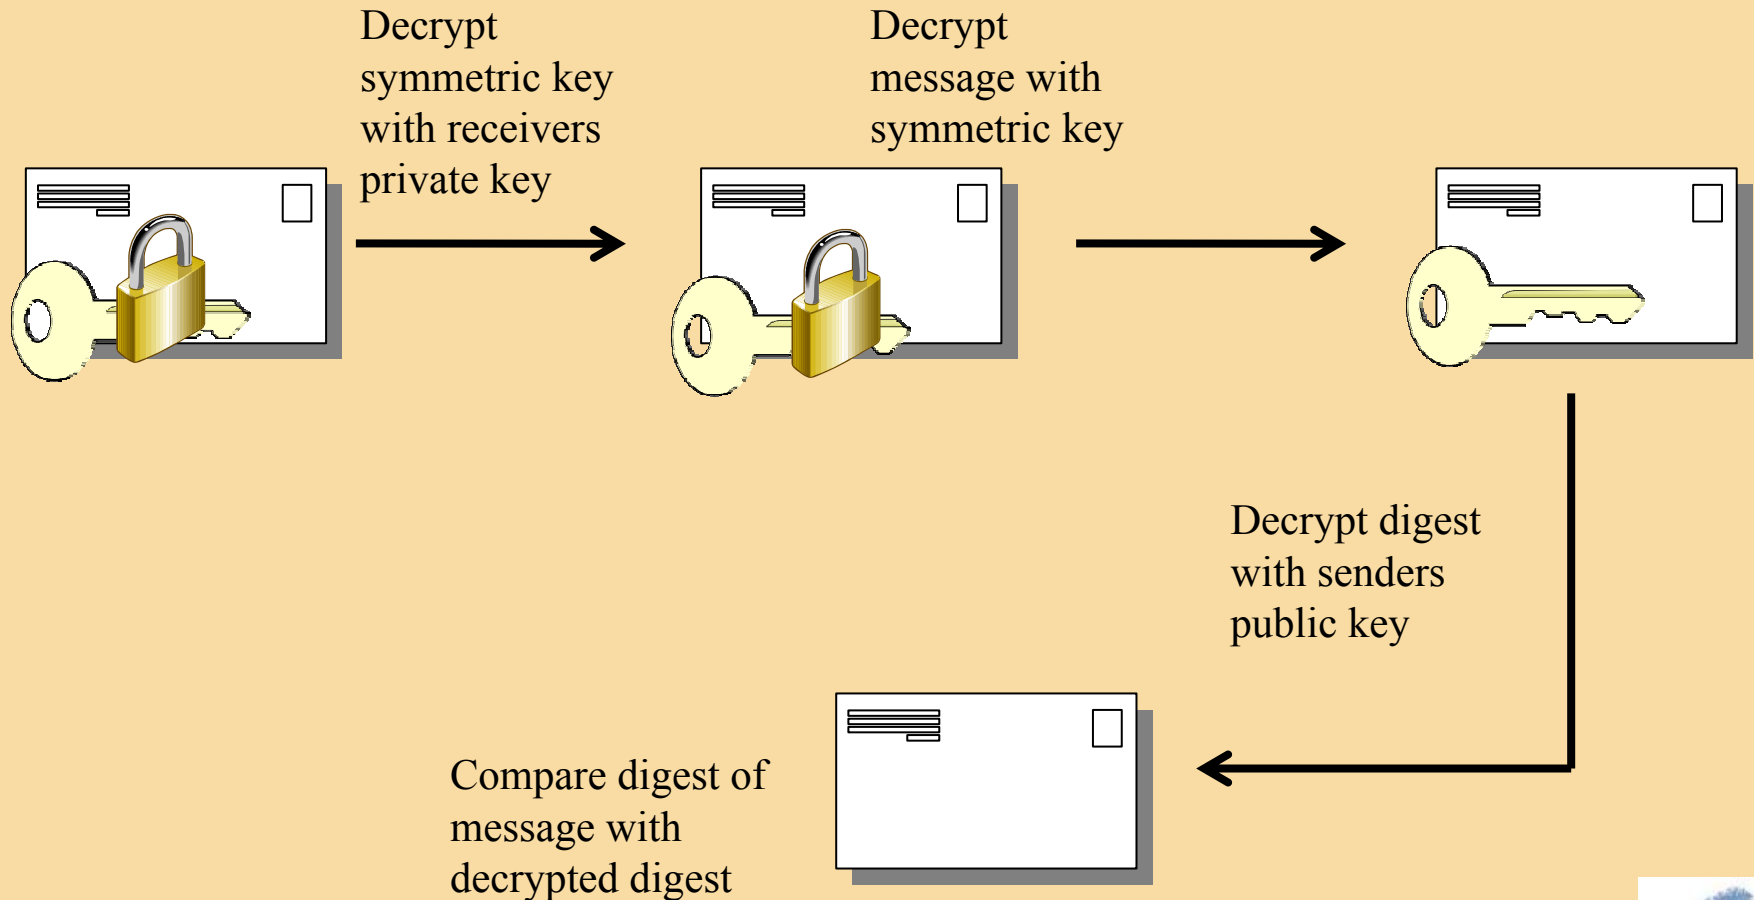 Decrypt
symmetric key
with receivers
private key
Decrypt
message with
symmetric key
Decrypt digest
with senders
public key
Compare digest of
message with
decrypted digest